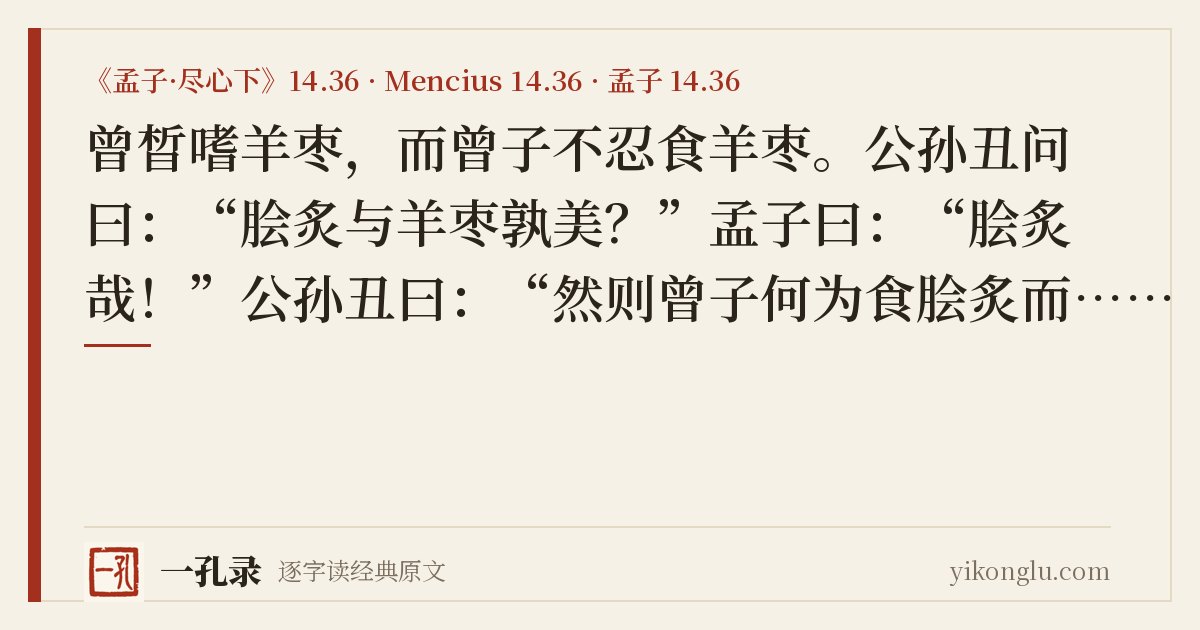 《孟子·尽心下》14.36 · Mencius 14.36 · 孟子 14.36
曾皙嗜羊枣，而曾子不忍食羊枣。公孙丑问
曰：“脍炙与羊枣孰美？”孟子曰：“脍炙
哉！”公孙丑曰：“然则曾子何为食脍炙而……
一孔
一孔录 逐字读经典原文
yikonglu.com